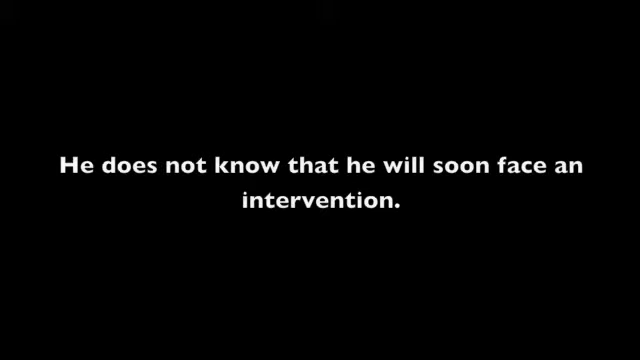 He does not know that he will soon face an
intervention.